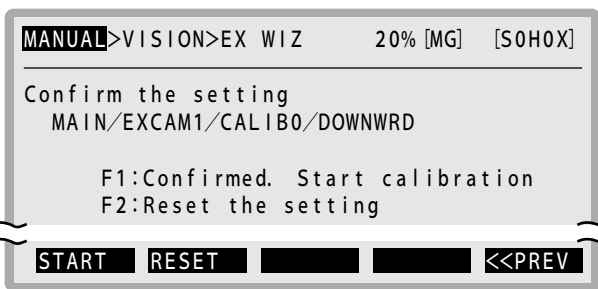 MANUAL>VISION>EX WIZ 20% [MG] [S0H0X]
Confirm the setting
MAIN/EXCAM1/CALIB0/DOWNWRD
F1:Confirmed. Start calibration
F2:Reset the setting
START RESET <<PREV